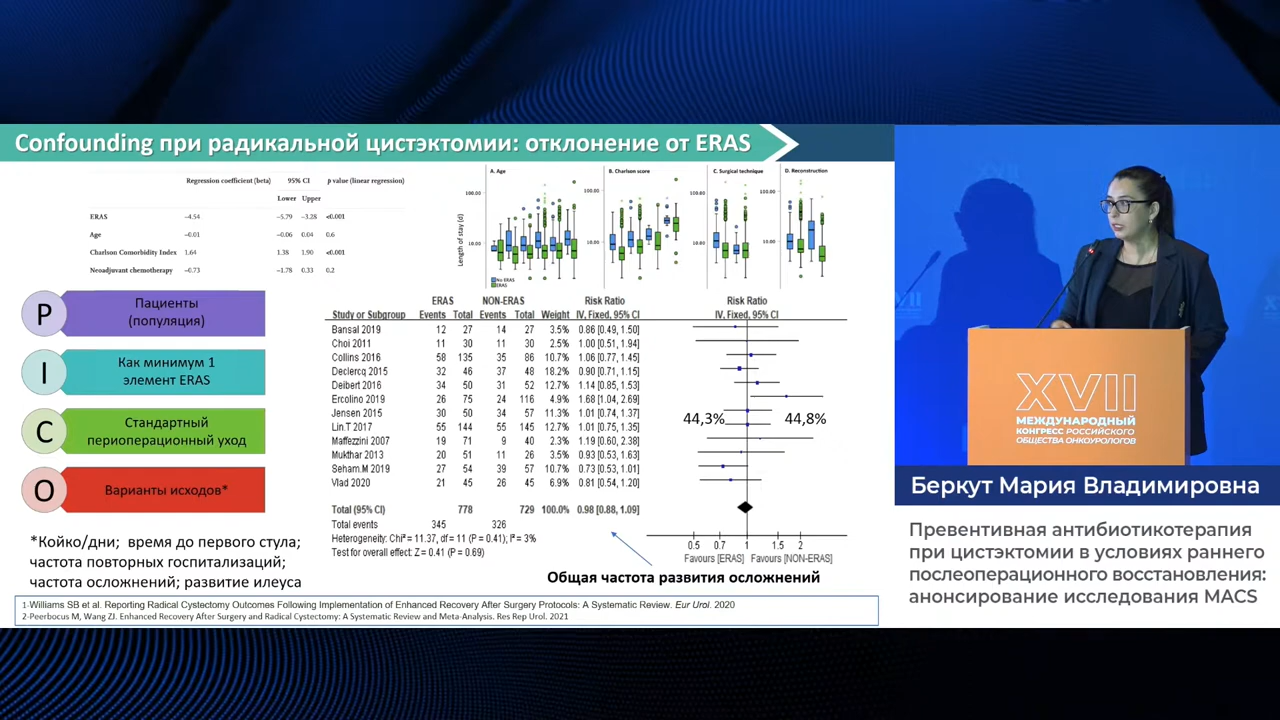 Confounding при радикальной цистэктомии: отклонение от ERAS
Regression coefficient (beta) 95% CI p value (linear regression)
Lower Upper
ERAS –4.54 –5.79 –3.28 <0.001
Age –0.01 –0.06 0.04 0.6
Charlson Comorbidity Index 1.64 1.38 1.90 <0.001
Neoadjuvant chemotherapy –0.73 –1.78 0.33 0.2
A. Age
B. Charlson score
C. Surgical technique
D. Reconstruction
Length of stay (d)
100.00 100.00 100.00 100.00
10.00 10.00 10.00 10.00
No ERAS
ERAS
P
Пациенты
(популяция)
I
Как минимум 1
элемент ERAS
C
Стандартный
периоперационный уход
O
Варианты исходов*
*Койко/дни; время до первого стула;
частота повторных госпитализаций;
частота осложнений; развитие илеуса
ERAS NON-ERAS Risk Ratio Risk Ratio
Study or Subgroup Events Total Events Total Weight IV, Fixed, 95% CI IV, Fixed, 95% CI
Bansal 2019 12 27 14 27 3.5% 0.86 [0.49, 1.50]
Choi 2011 11 30 11 30 2.5% 1.00 [0.51, 1.94]
Collins 2016 58 135 35 86 10.7% 1.06 [0.77, 1.45]
Declercq 2015 32 46 37 48 18.2% 0.90 [0.71, 1.15]
Deibert 2016 34 50 31 52 12.7% 1.14 [0.85, 1.53]
Ercolino 2019 26 75 24 116 1.68 [1.04, 2.69]
Jensen 2015 30 50 34 57 1.01 [0.74, 1.37]
Lin.T 2017 55 144 55 145 1.01 [0.75, 1.35]
Maffezzini 2007 19 71 9 40 1.19 [0.60, 2.38]
Mukthar 2013 20 51 11 26 0.93 [0.53, 1.63]
Seham.M 2019 27 54 39 57 10.7% 0.73 [0.53, 1.01]
Vlad 2020 21 45 26 45 6.9% 0.81 [0.54, 1.20]
44,3% 44,8%
Total (95% CI) 778 729 100.0% 0.98 [0.88, 1.09]
Total events 345 326
Heterogeneity: Chi² = 11.37, df = 11 (P = 0.41); I² = 3%
Test for overall effect: Z = 0.41 (P = 0.69)
0.5 0.7 1 1.5 2
Favours [ERAS] Favours [NON-ERAS]
Общая частота развития осложнений
1-Williams SB et al. Reporting Radical Cystectomy Outcomes Following Implementation of Enhanced Recovery After Surgery Protocols: A Systematic Review. Eur Urol. 2020
2-Peerbocus M, Wang ZJ. Enhanced Recovery After Surgery and Radical Cystectomy: A Systematic Review and Meta-Analysis. Res Rep Urol. 2021
XVII
МЕЖДУНАРОДНЫЙ
КОНГРЕСС РОССИЙСКОГО
ОБЩЕСТВА ОНКОУРОЛОГОВ
Беркут Мария Владимировна
Превентивная антибиотикотерапия
при цистэктомии в условиях раннего
послеоперационного восстановления:
анонсирование исследования MACS